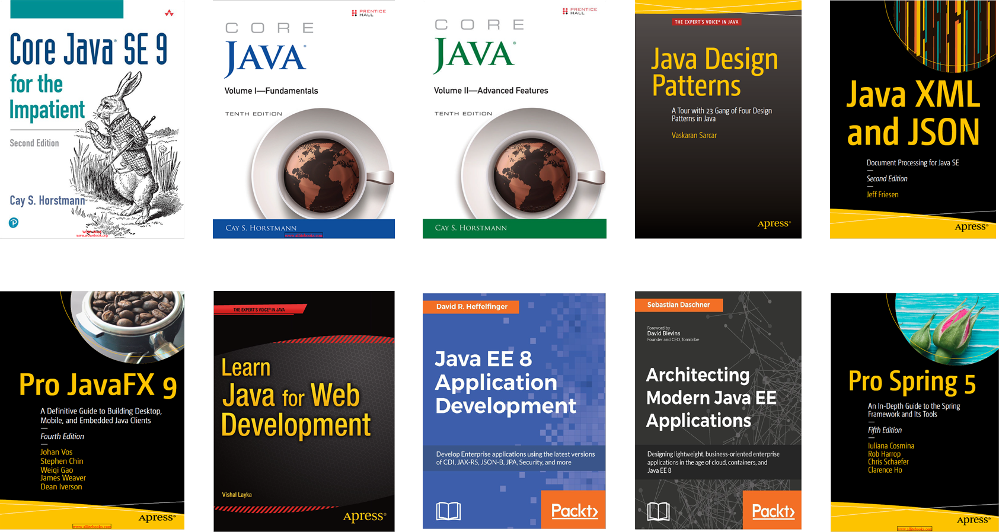 Core Java® SE 9
for the
Impatient
Second Edition
Cay S. Horstmann
www.wowebook.org
PRENTICE
HALL
CORE
JAVA®
Volume I—Fundamentals
TENTH EDITION
CAY S. HORSTMANN
www.allitebooks.com
PRENTICE
HALL
CORE
JAVA®
Volume II—Advanced Features
TENTH EDITION
CAY S. HORSTMANN
THE EXPERT'S VOICE® IN JAVA
Java Design
Patterns
A Tour with 23 Gang of Four Design
Patterns in Java
Vaskaran Sarcar
Apress®
Java XML
and JSON
Document Processing for Java SE
—
Second Edition
—
Jeff Friesen
Apress®
Pro JavaFX 9
A Definitive Guide to Building Desktop,
Mobile, and Embedded Java Clients
—
Fourth Edition
—
Johan Vos
Stephen Chin
Weiqi Gao
James Weaver
Dean Iverson
Apress®
www.allitebooks.com
THE EXPERT'S VOICE® IN JAVA
Learn
Java for Web
Development
Vishal Layka
Apress®
David R. Heffelfinger
Java EE 8
Application
Development
Develop Enterprise applications using the latest versions
of CDI, JAX-RS, JSON-B, JPA, Security, and more
Packt>
Sebastian Daschner
Foreword by
David Blevins
Founder and CEO, Tomitribe
Architecting
Modern Java EE
Applications
Designing lightweight, business-oriented enterprise
applications in the age of cloud, containers, and
Java EE 8
Packt>
Pro Spring 5
An In-Depth Guide to the Spring
Framework and Its Tools
—
Fifth Edition
—
Iuliana Cosmina
Rob Harrop
Chris Schaefer
Clarence Ho
Apress®
www.allitebooks.com